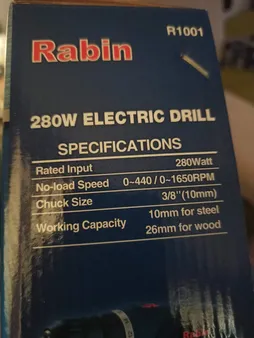 R1001
Rabin
280W ELECTRIC DRILL
SPECIFICATIONS
Rated Input 280Watt
No-load Speed 0~440 / 0~1650RPM
Chuck Size 3/8"(10mm)
Working Capacity 10mm for steel
26mm for wood
Rabin